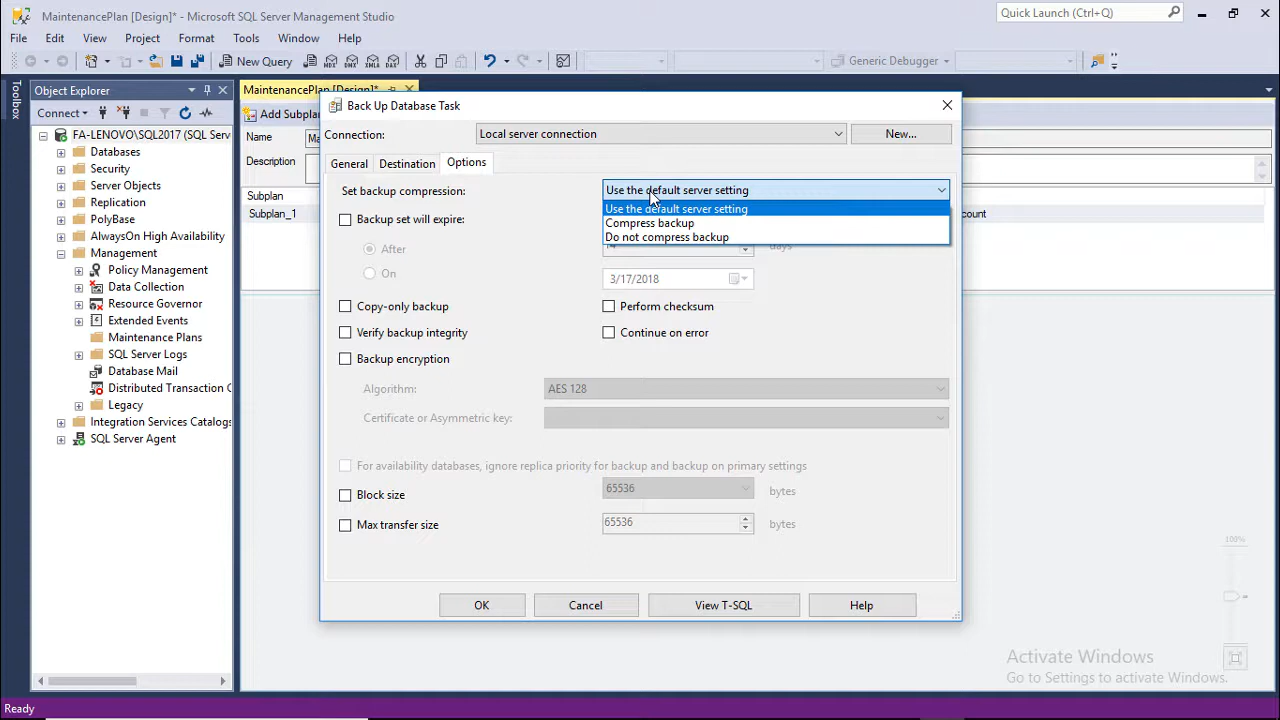 MaintenancePlan [Design]* - Microsoft SQL Server Management Studio
Quick Launch (Ctrl+Q)
File Edit View Project Format Tools Window Help
New Query
MDX DMX XMLA DAX
Generic Debugger
Toolbox
Object Explorer
Connect
FA-LENOVO\SQL2017 (SQL Serv
Databases
Security
Server Objects
Replication
PolyBase
AlwaysOn High Availability
Management
Policy Management
Data Collection
Resource Governor
Extended Events
Maintenance Plans
SQL Server Logs
Database Mail
Distributed Transaction C
Legacy
Integration Services Catalogs
SQL Server Agent
MaintenancePlan [Design]*
Add Subplan
Name Ma
Description
Subplan
Subplan_1
count
Back Up Database Task
Connection: Local server connection New...
General Destination Options
Set backup compression: Use the default server setting
Use the default server setting
Compress backup
Do not compress backup
Backup set will expire:
After 14 days
On 3/17/2018
Copy-only backup Perform checksum
Verify backup integrity Continue on error
Backup encryption
Algorithm: AES 128
Certificate or Asymmetric key:
For availability databases, ignore replica priority for backup and backup on primary settings
Block size 65536 bytes
Max transfer size 65536 bytes
OK Cancel View T-SQL Help
100%
Activate Windows
Go to Settings to activate Windows.
Ready